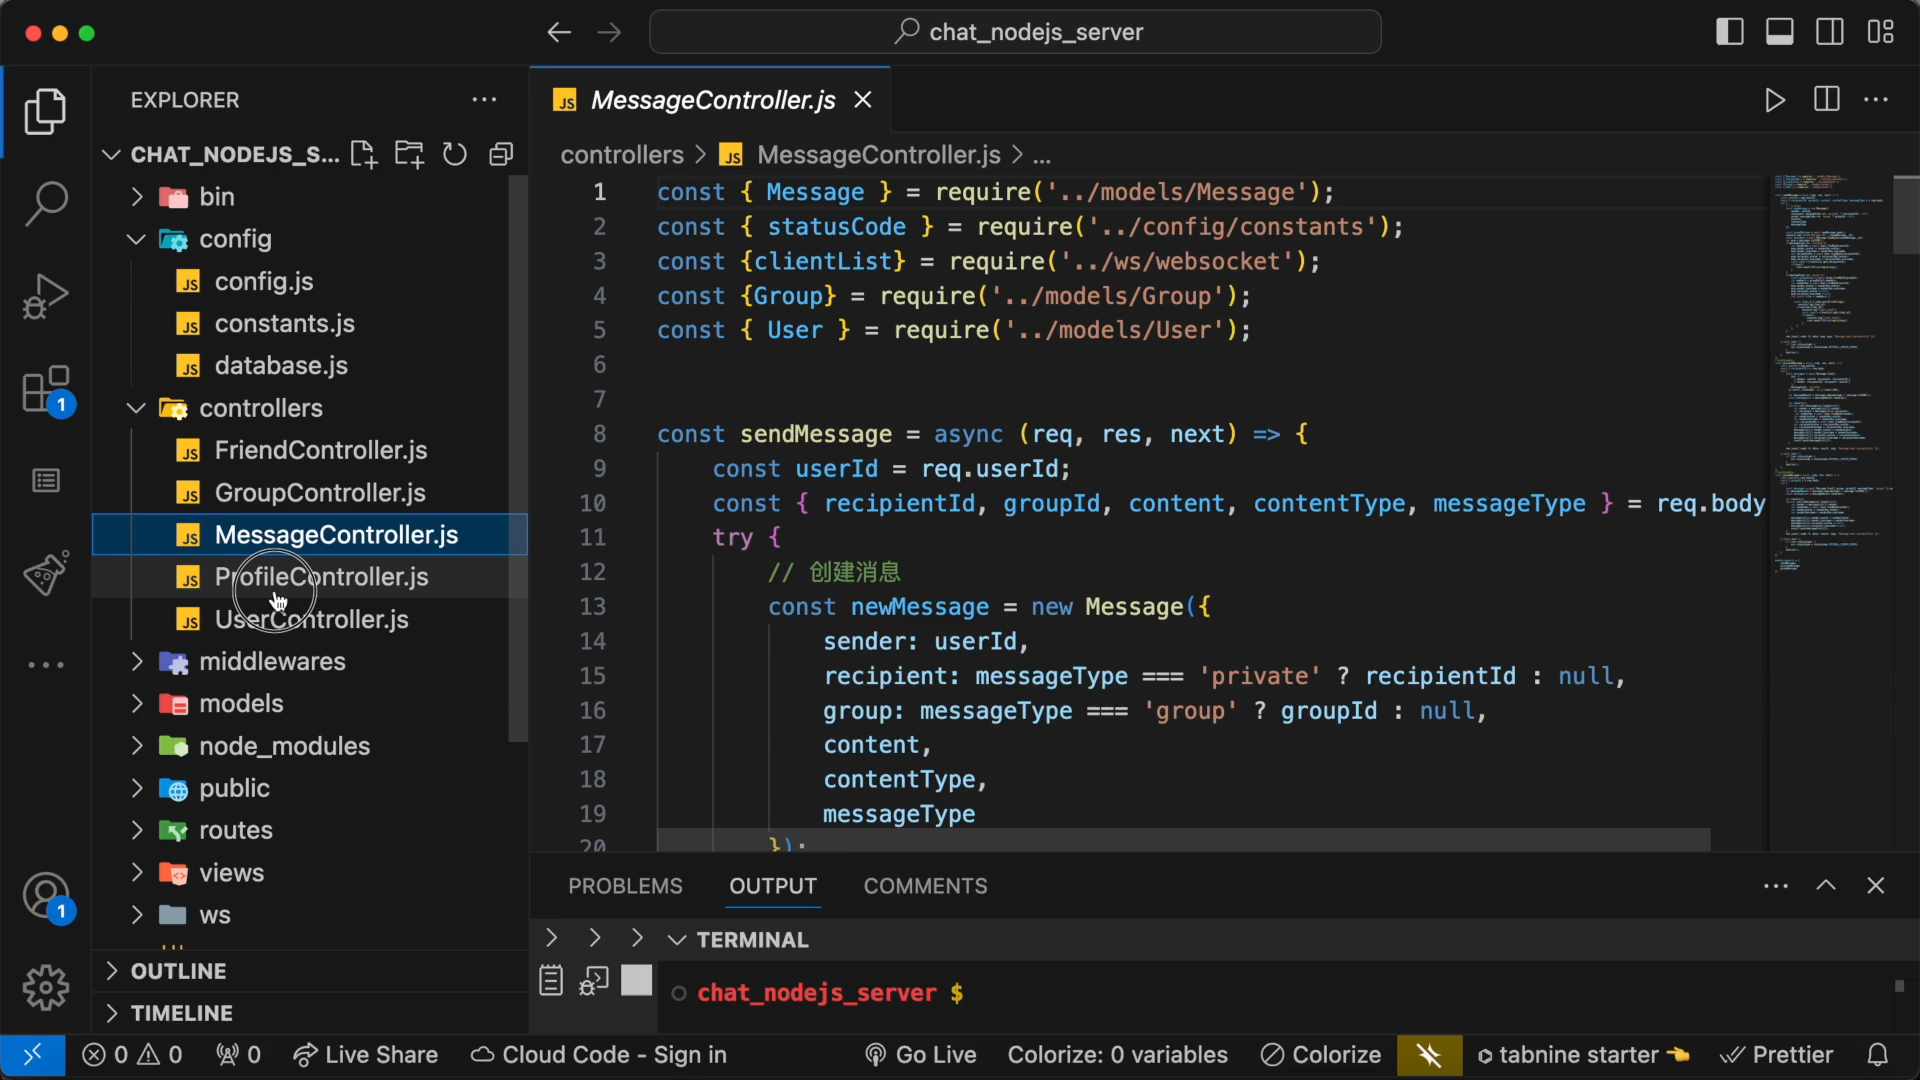 chat_nodejs_server
EXPLORER
CHAT_NODEJS_S...
bin
config
config.js
constants.js
database.js
controllers
FriendController.js
GroupController.js
MessageController.js
ProfileController.js
UserController.js
middlewares
models
node_modules
public
routes
views
ws
OUTLINE
TIMELINE
JS MessageController.js
controllers > JS MessageController.js > ...
1 const { Message } = require('../models/Message');
2 const { statusCode } = require('../config/constants');
3 const {clientList} = require('../ws/websocket');
4 const {Group} = require('../models/Group');
5 const { User } = require('../models/User');
6
7
8 const sendMessage = async (req, res, next) => {
9 const userId = req.userId;
10 const { recipientId, groupId, content, contentType, messageType } = req.body
11 try {
12 // 创建消息
13 const newMessage = new Message({
14 sender: userId,
15 recipient: messageType === 'private' ? recipientId : null,
16 group: messageType === 'group' ? groupId : null,
17 content,
18 contentType,
19 messageType
20 });
PROBLEMS OUTPUT COMMENTS
TERMINAL
chat_nodejs_server $
1
1
0 0 0 Live Share Cloud Code - Sign in Go Live Colorize: 0 variables Colorize tabnine starter Prettier